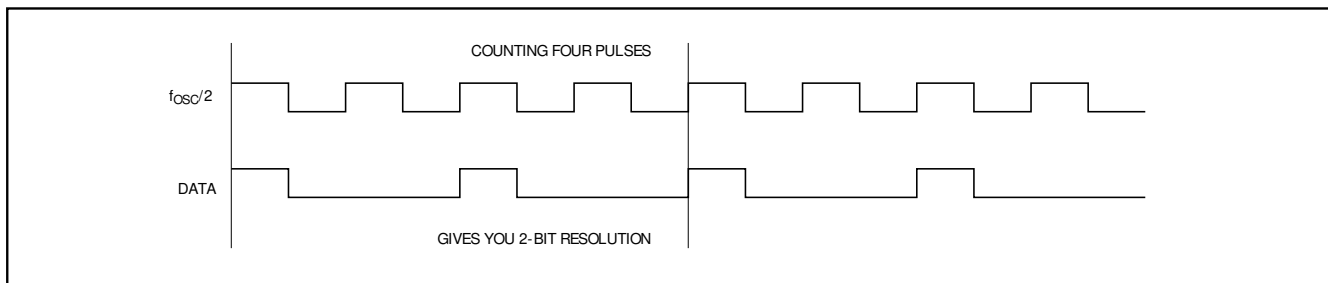 COUNTING FOUR PULSES
fOSC/2
DATA
GIVES YOU 2-BIT RESOLUTION